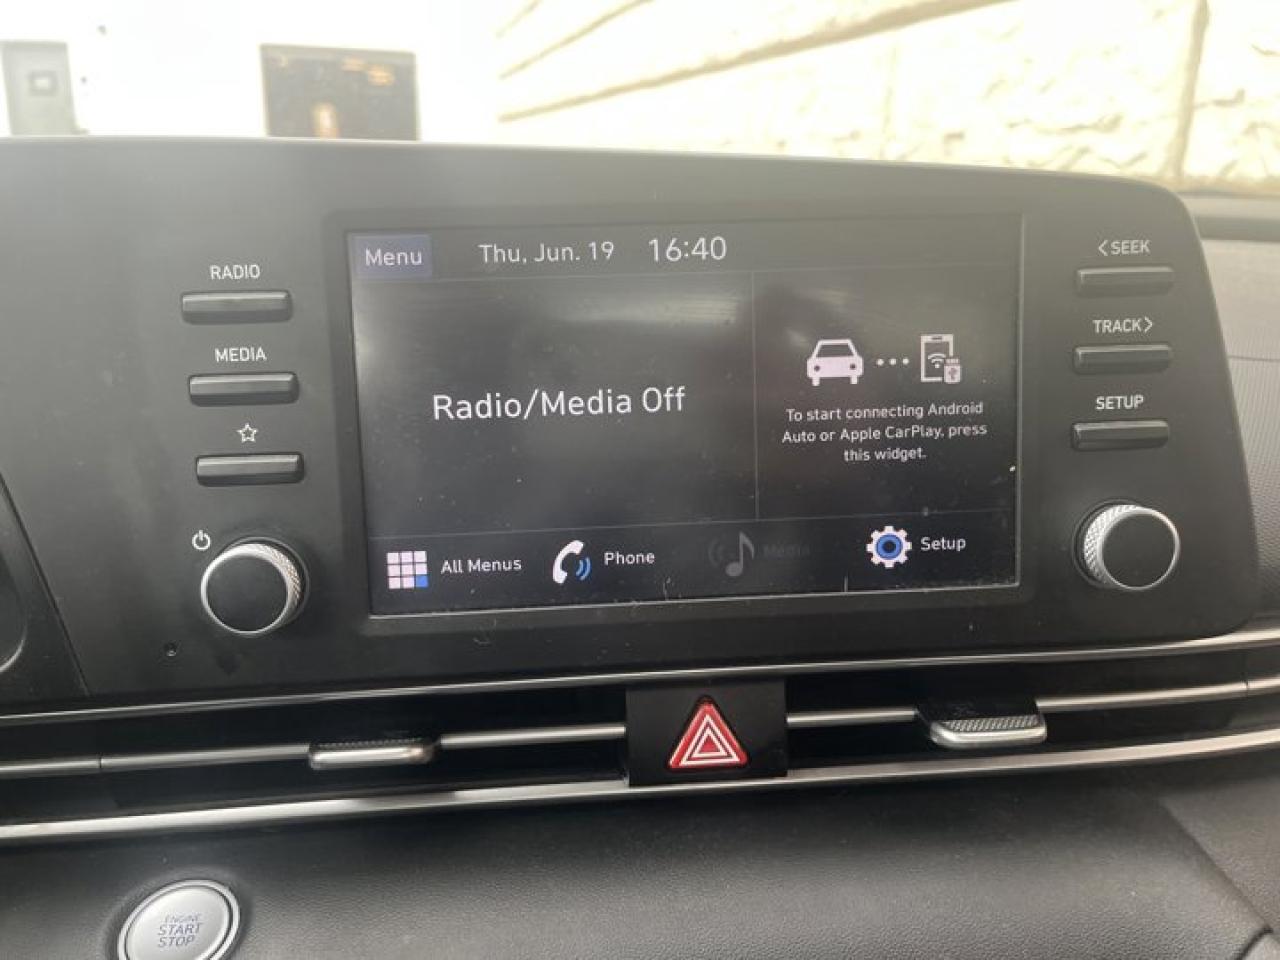 RADIO
MEDIA
Menu
Thu, Jun. 19
16:40
Radio/Media Off
To start connecting Android
Auto or Apple CarPlay, press
this widget.
All Menus
Phone
Media
Setup
<SEEK
TRACK>
SETUP
ENGINE
START
STOP